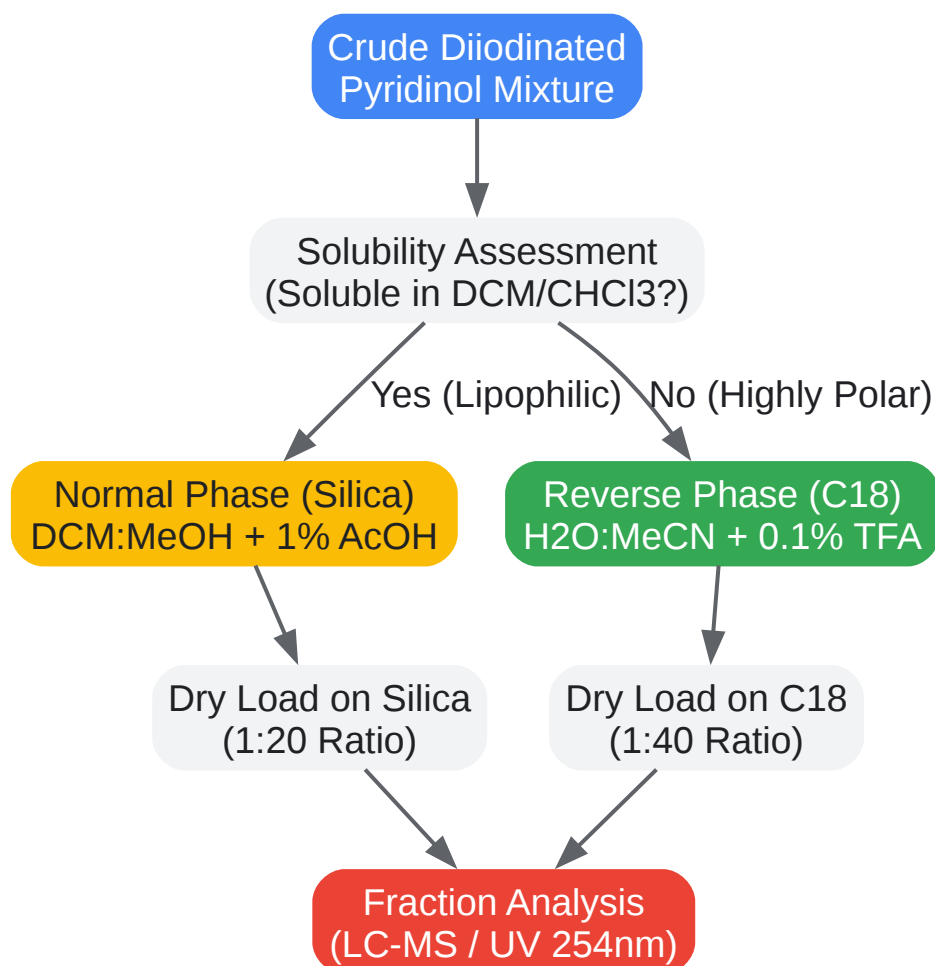 Crude Diiodinated
Pyridinol Mixture
Solubility Assessment
(Soluble in DCM/CHCl3?)
Yes (Lipophilic)
No (Highly Polar)
Normal Phase (Silica)
DCM:MeOH + 1% AcOH
Reverse Phase (C18)
H2O:MeCN + 0.1% TFA
Dry Load on Silica
(1:20 Ratio)
Dry Load on C18
(1:40 Ratio)
Fraction Analysis
(LC-MS / UV 254nm)